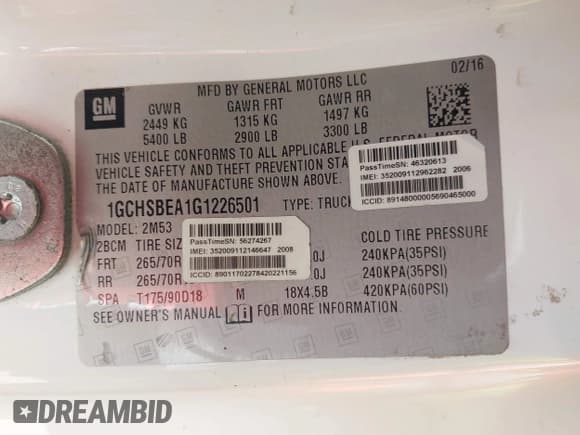 GM
MFD BY GENERAL MOTORS LLC
02/16
GVWR GAWR FRT GAWR RR
2449 KG 1315 KG 1497 KG
5400 LB 2900 LB 3300 LB
THIS VEHICLE CONFORMS TO ALL APPLICABLE U.S. FEDERAL MOTOR
VEHICLE SAFETY AND THEFT PREVENTION STAN
THE DATE OF MANUFACTURE SHOWN ABOVE.
PassTimeSN: 46320613
IMEI: 352009112962282 2006
ICCID: 89148000005690465000
1GCHSBEA1G1226501 TYPE: TRUCK
MODEL: 2M53
PassTimeSN: 56274267
IMEI: 352009112146647 2008
ICCID: 8901170227842022 1156
2BCM TIRE SIZ COLD TIRE PRESSURE
FRT 265/70R .0J 240KPA(35PSI)
RR 265/70R .0J 240KPA(35PSI)
SPA T175/90D18 M 18X4.5B 420KPA(60PSI)
SEE OWNER'S MANUAL FOR MORE INFORMATION.
DREAMBID